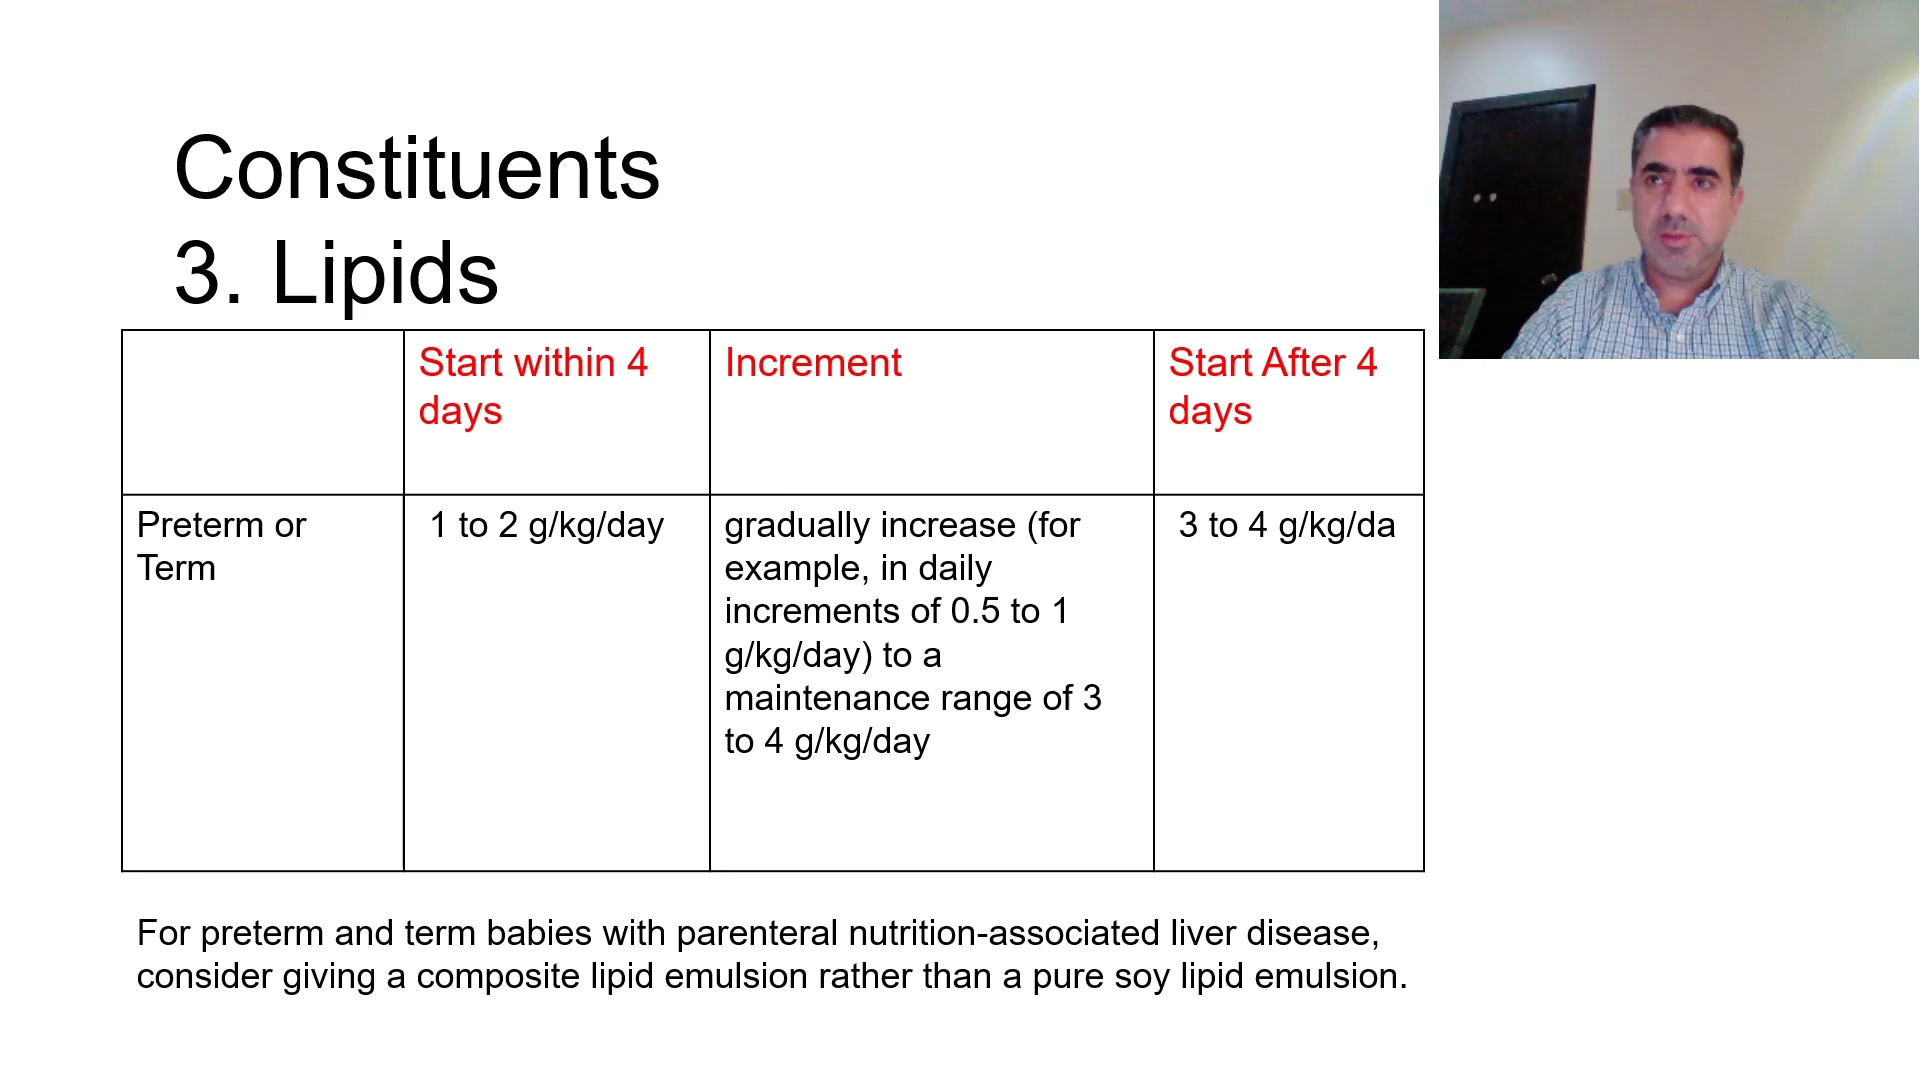 Constituents
3. Lipids
Start within 4
days
Increment
Start After 4
days
Preterm or
Term
1 to 2 g/kg/day
gradually increase (for
example, in daily
increments of 0.5 to 1
g/kg/day) to a
maintenance range of 3
to 4 g/kg/day
3 to 4 g/kg/da
For preterm and term babies with parenteral nutrition-associated liver disease,
consider giving a composite lipid emulsion rather than a pure soy lipid emulsion.